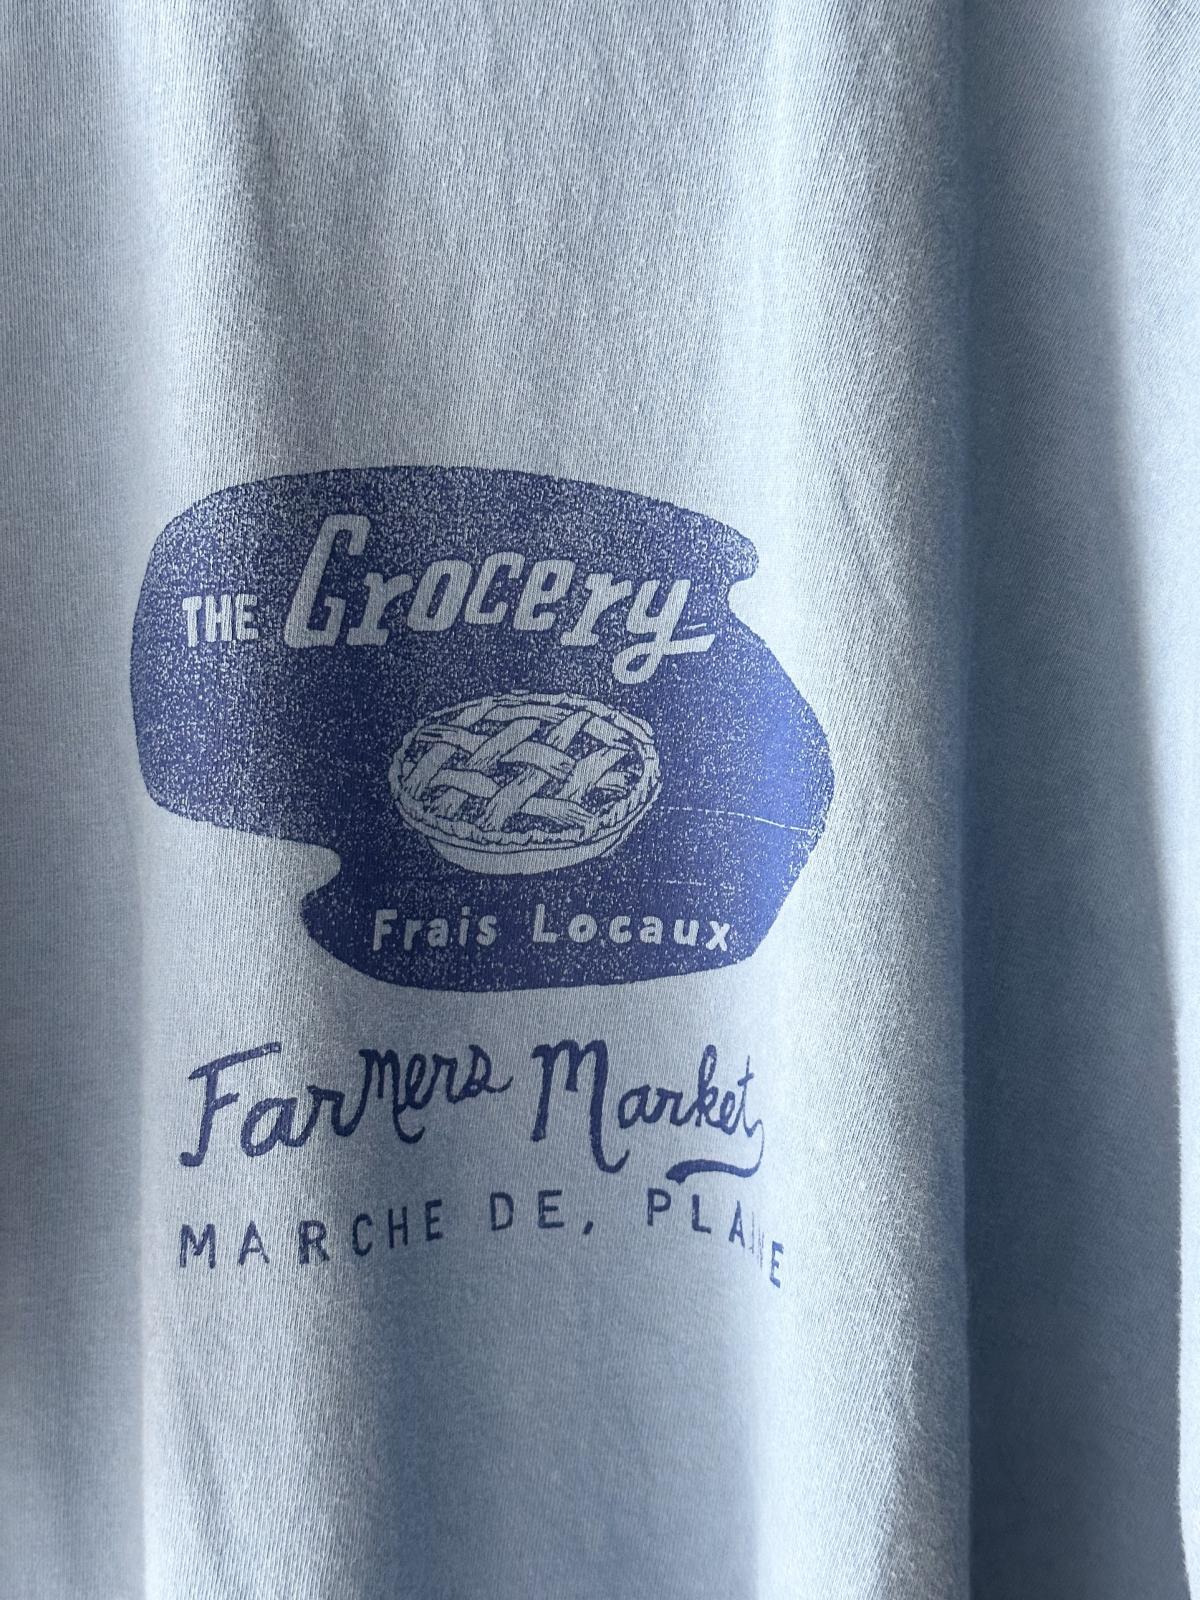 THE Grocery
Frais Locaux
Farmers Market
MARCHE DE, PLAINE